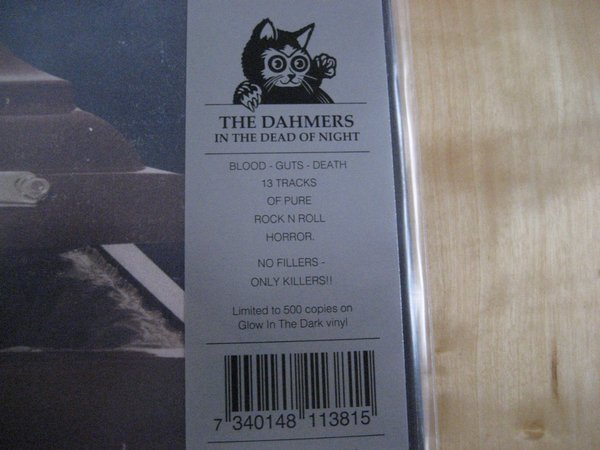 THE DAHMERS
IN THE DEAD OF NIGHT
BLOOD - GUTS - DEATH
13 TRACKS
OF PURE
ROCK N ROLL
HORROR.
NO FILLERS -
ONLY KILLERS!!
Limited to 500 copies on
Glow In The Dark vinyl
7 340148 113815